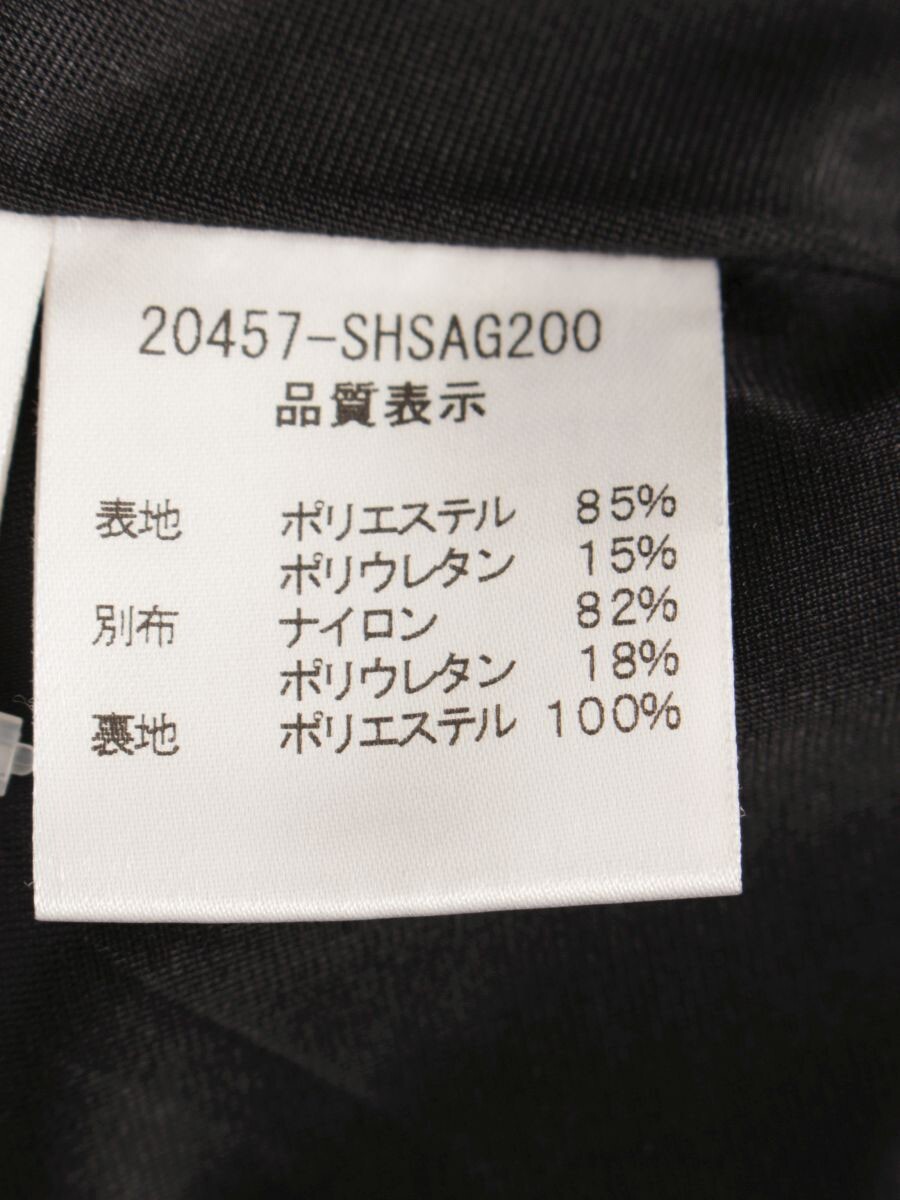 20457-SHSAG200
品質表示
表地 ポリエステル 85%
ポリウレタン 15%
別布 ナイロン 82%
ポリウレタン 18%
裏地 ポリエステル 100%